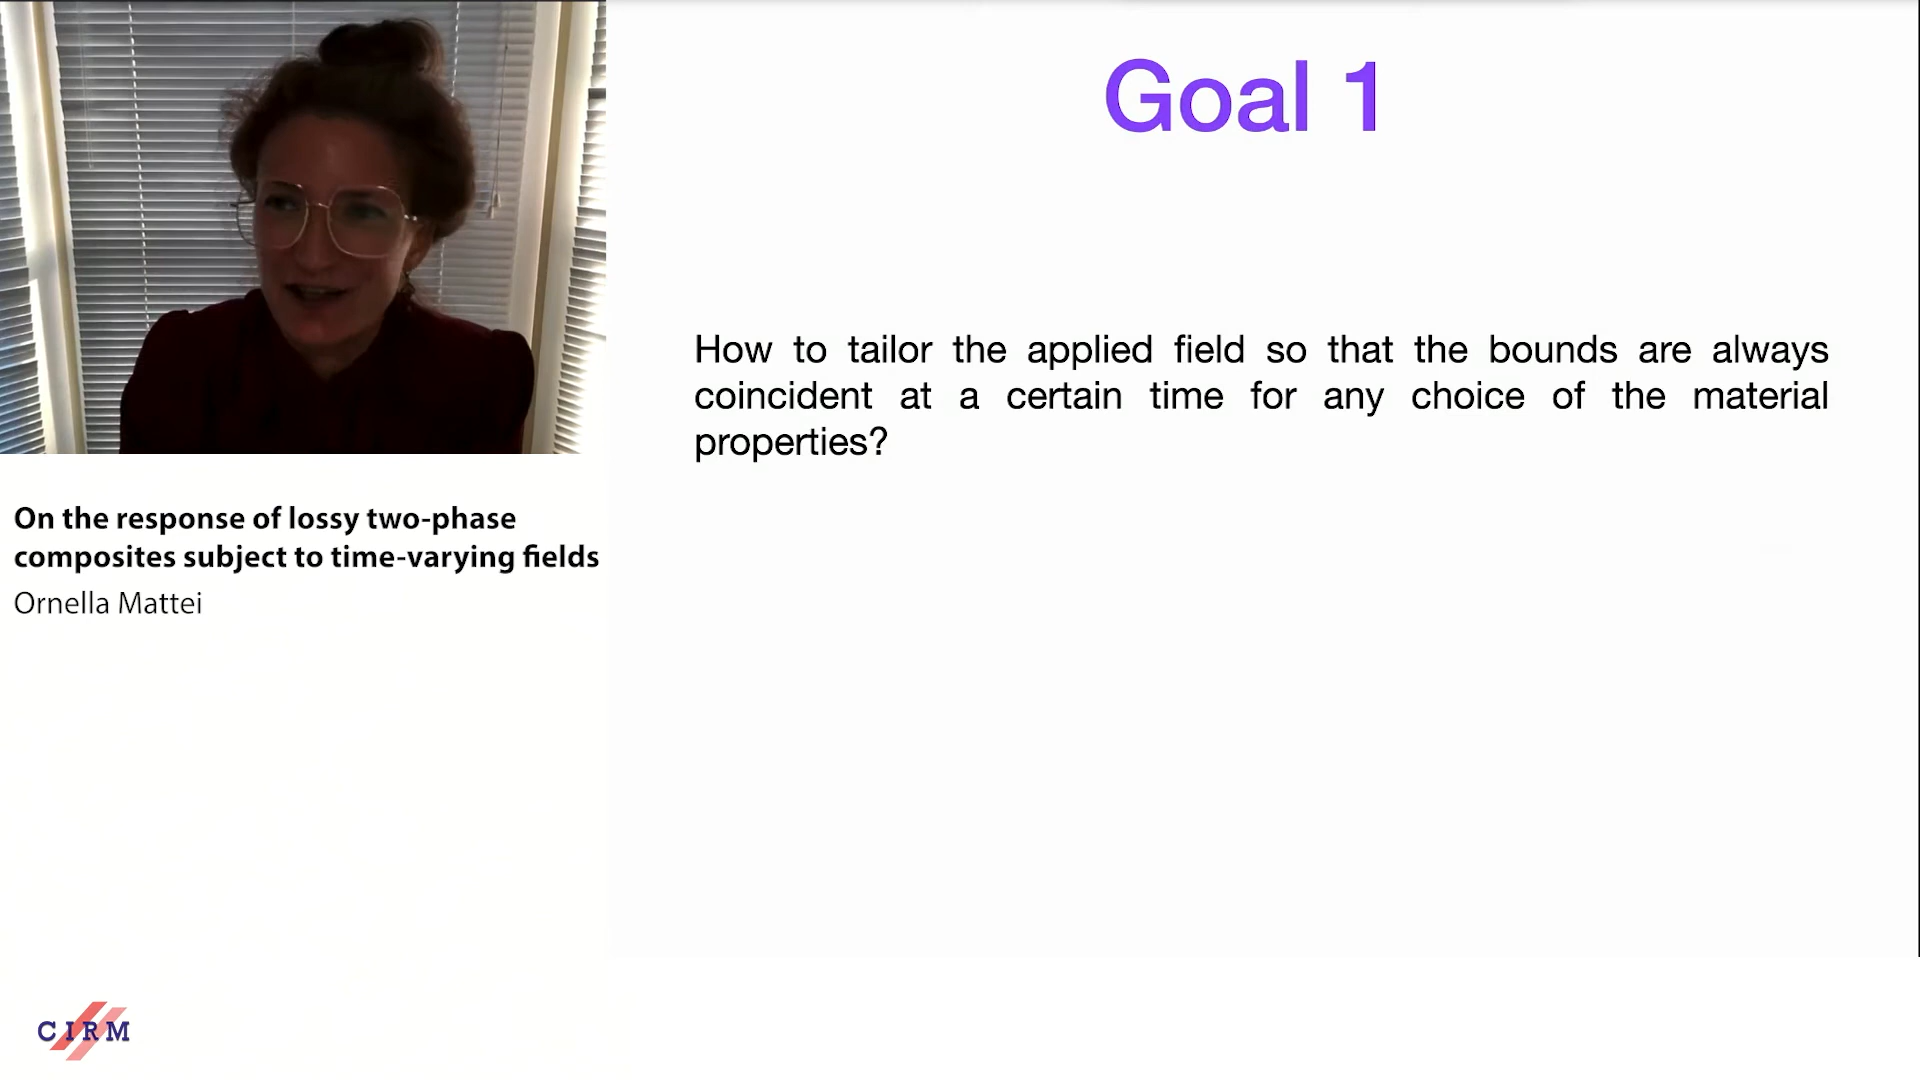 Goal 1
How to tailor the applied field so that the bounds are always
coincident at a certain time for any choice of the material
properties?
On the response of lossy two-phase
composites subject to time-varying fields
Ornella Mattei
CIRM